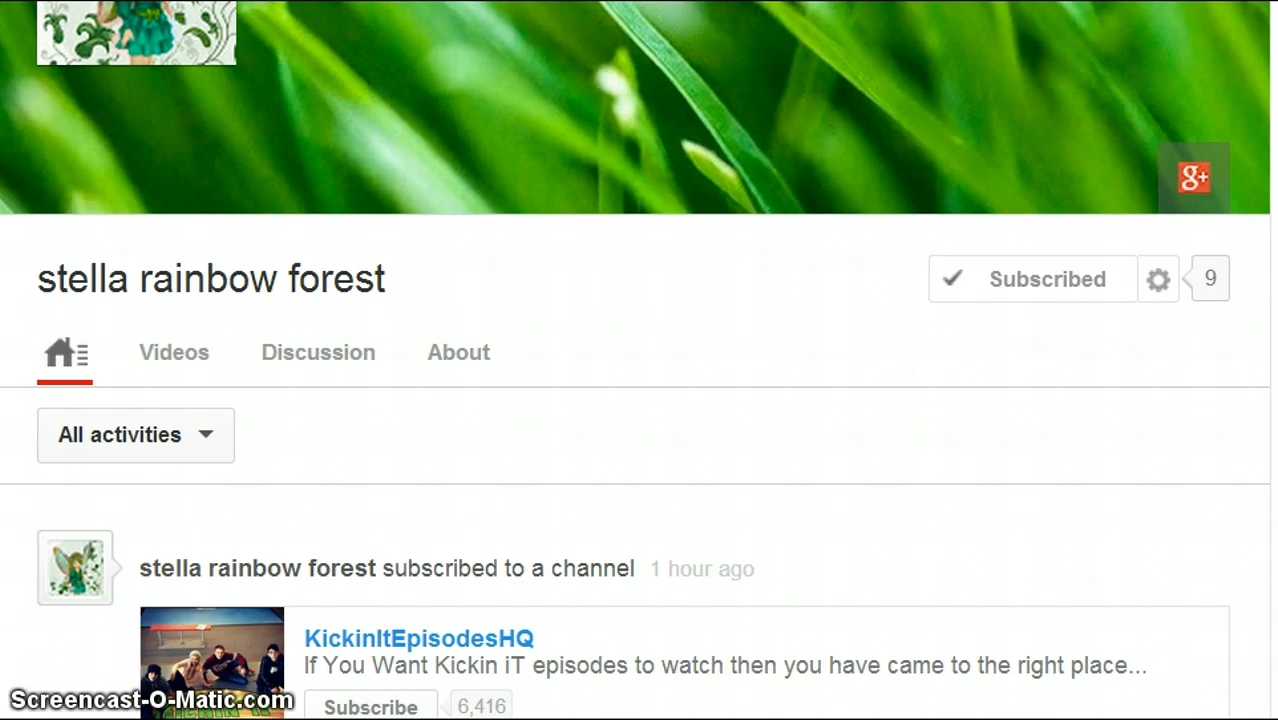 g+
stella rainbow forest
Subscribed
9
Videos
Discussion
About
All activities
stella rainbow forest subscribed to a channel 1 hour ago
KickinItEpisodesHQ
If You Want Kickin iT episodes to watch then you have came to the right place...
Subscribe 6,416
Screencast-O-Matic.com